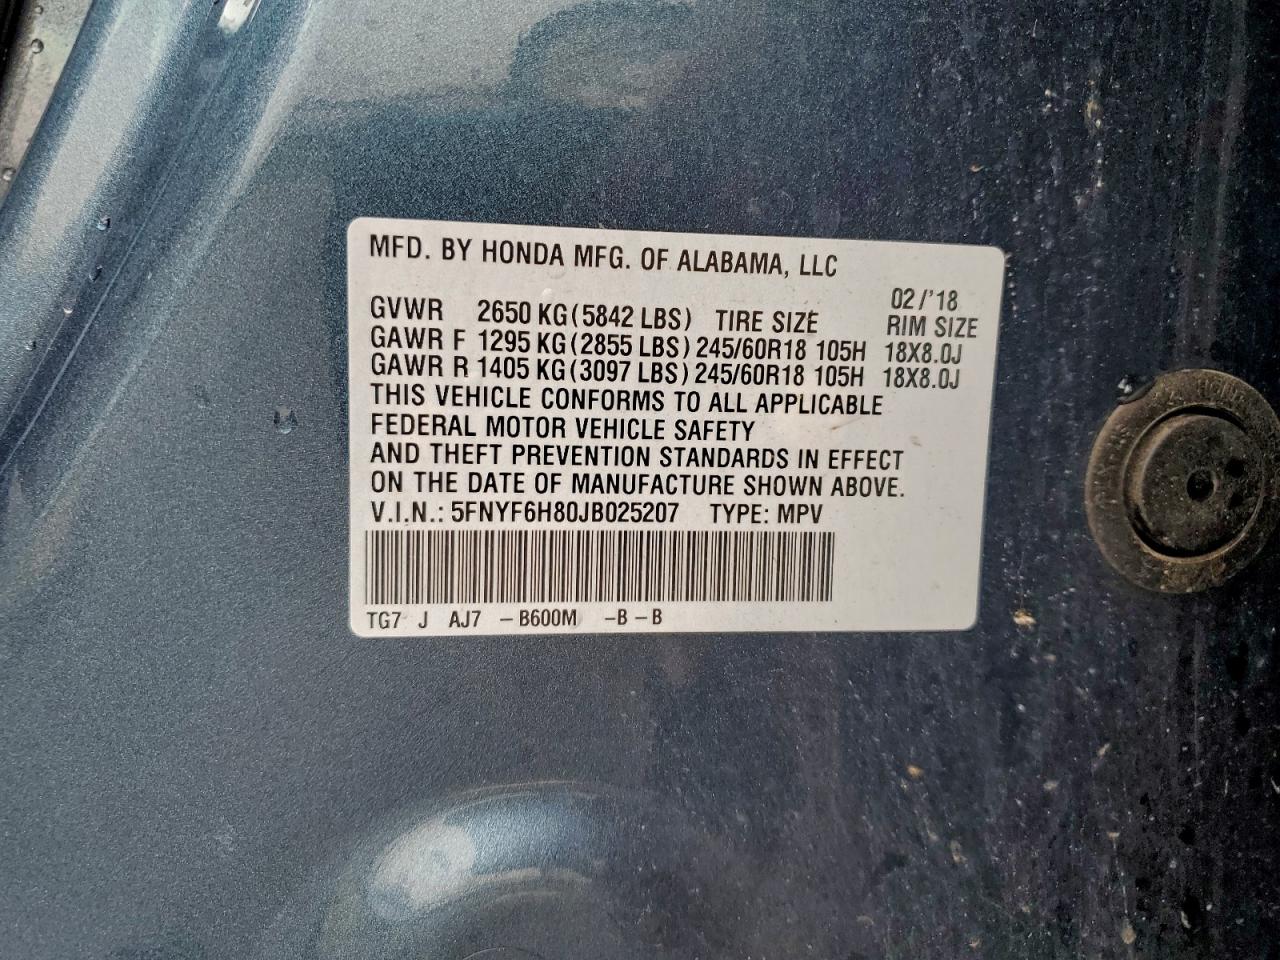 MFD. BY HONDA MFG. OF ALABAMA, LLC
02/'18
GVWR 2650 KG (5842 LBS) TIRE SIZE RIM SIZE
GAWR F 1295 KG (2855 LBS) 245/60R18 105H 18X8.0J
GAWR R 1405 KG (3097 LBS) 245/60R18 105H 18X8.0J
THIS VEHICLE CONFORMS TO ALL APPLICABLE
FEDERAL MOTOR VEHICLE SAFETY
AND THEFT PREVENTION STANDARDS IN EFFECT
ON THE DATE OF MANUFACTURE SHOWN ABOVE.
V.I.N.: 5FNYF6H80JB025207 TYPE: MPV
TG7 J AJ7 - B600M -B - B